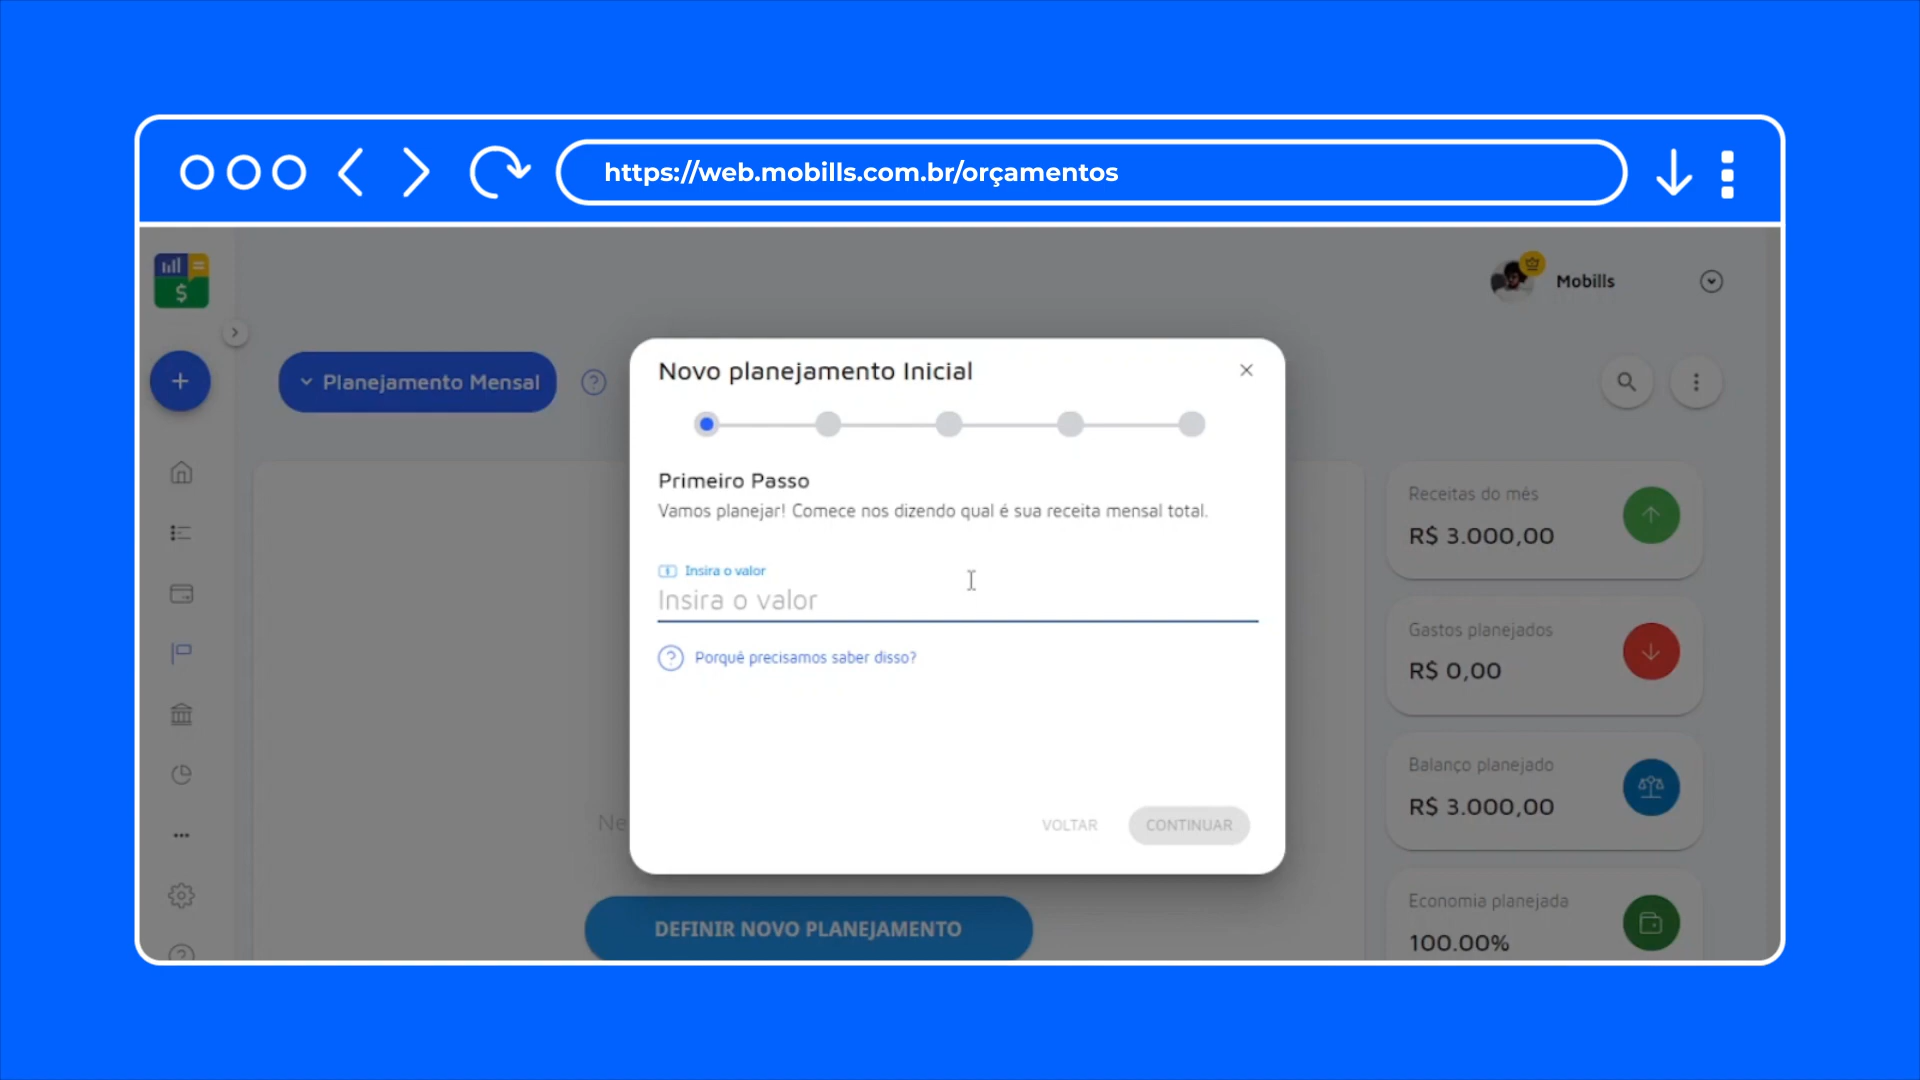 https://web.mobills.com.br/orçamentos
$
Mobills
Planejamento Mensal
?
Novo planejamento Inicial
Primeiro Passo
Vamos planejar! Comece nos dizendo qual é sua receita mensal total.
Insira o valor
Insira o valor
? Porquê precisamos saber disso?
VOLTAR
CONTINUAR
Ne
DEFINIR NOVO PLANEJAMENTO
Receitas do mês
R$ 3.000,00
Gastos planejados
R$ 0,00
Balanço planejado
R$ 3.000,00
Economia planejada
100.00%